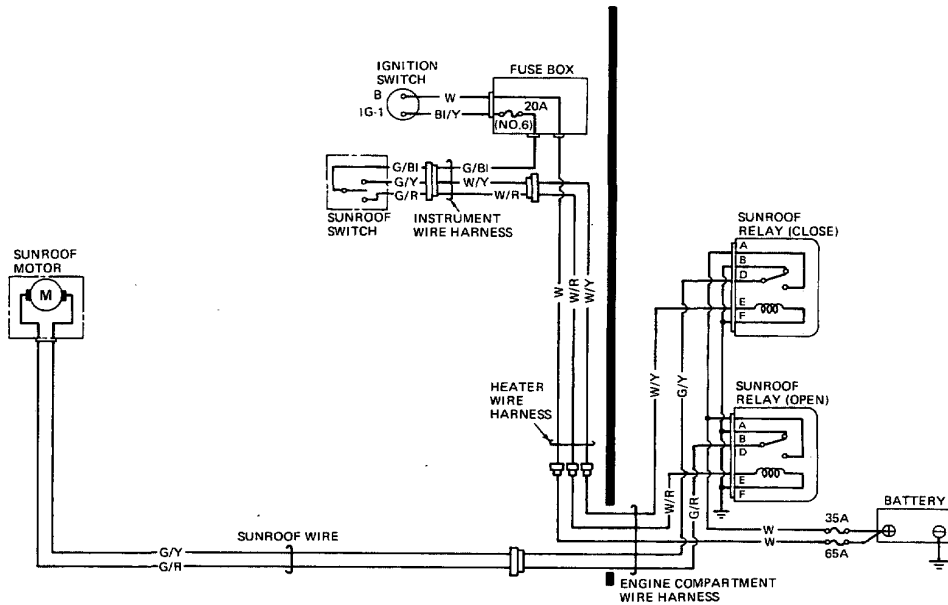 IGNITION
SWITCH
B
IG-1
W
Bl/Y
FUSE BOX
20A
(NO.6)
G/Bl
G/Bl
G/Y
W/Y
G/R
W/R
SUNROOF
SWITCH
INSTRUMENT
WIRE HARNESS
SUNROOF
MOTOR
M
W
W/R
W/Y
SUNROOF
RELAY (CLOSE)
A
B
D
E
F
W/Y
G/Y
HEATER
WIRE
HARNESS
SUNROOF
RELAY (OPEN)
A
B
D
E
F
W/R
G/R
BATTERY
35A
W
W
65A
SUNROOF WIRE
G/Y
G/R
ENGINE COMPARTMENT
WIRE HARNESS